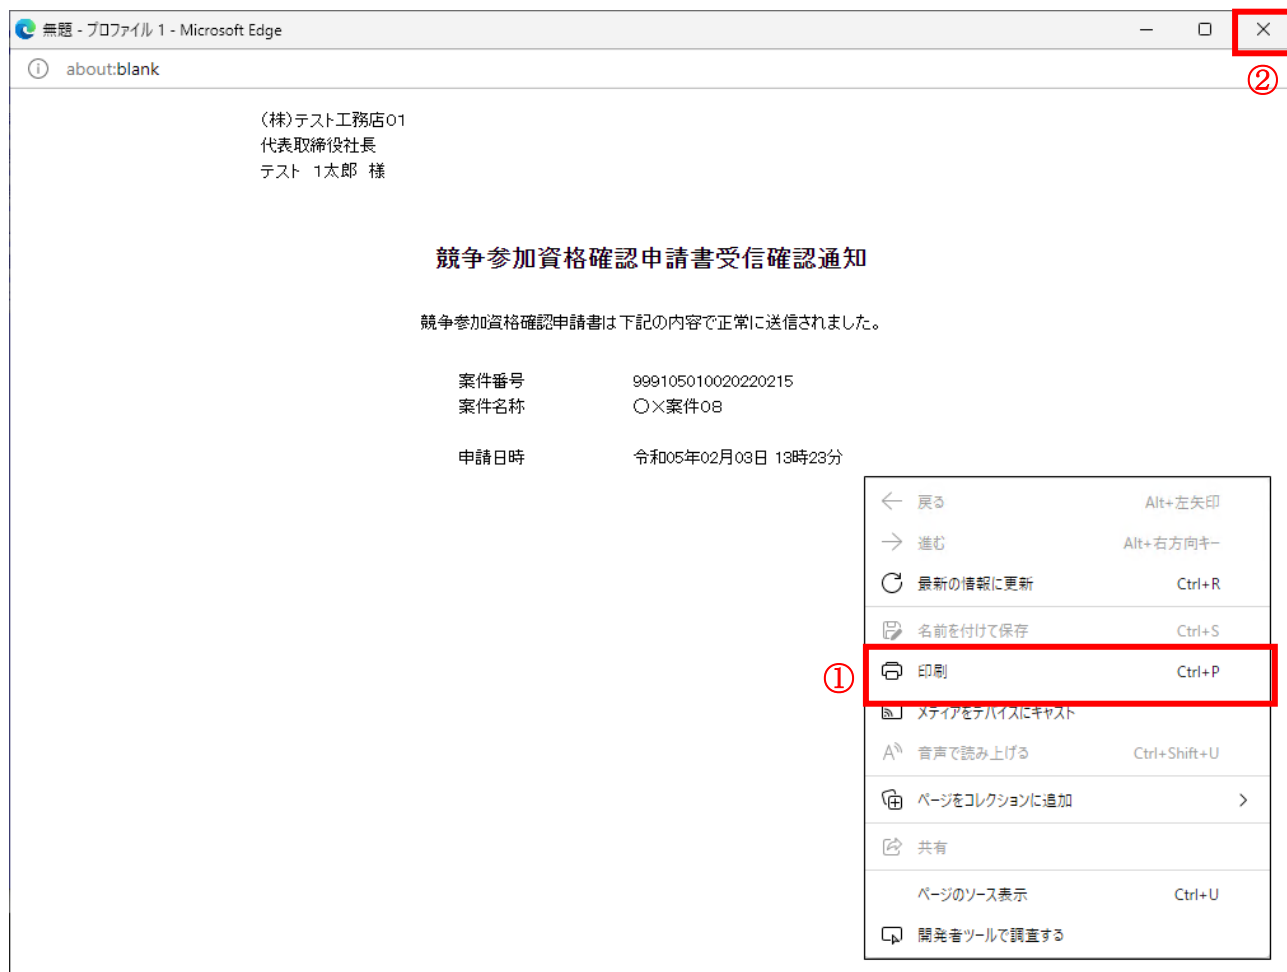 無題 - プロファイル 1 - Microsoft Edge
②
about:blank
(株)テスト工務店01
代表取締役社長
テスト 1太郎 様
競争参加資格確認申請書受信確認通知
競争参加資格確認申請書は下記の内容で正常に送信されました。
案件番号 999105010020220215
案件名称 〇×案件08
申請日時 令和05年02月03日 13時23分
戻る Alt+左矢印
進む Alt+右方向キー
最新の情報に更新 Ctrl+R
名前を付けて保存 Ctrl+S
① 印刷 Ctrl+P
メディアをデバイスにキャスト
音声で読み上げる Ctrl+Shift+U
ページをコレクションに追加
共有
ページのソース表示 Ctrl+U
開発者ツールで調査する